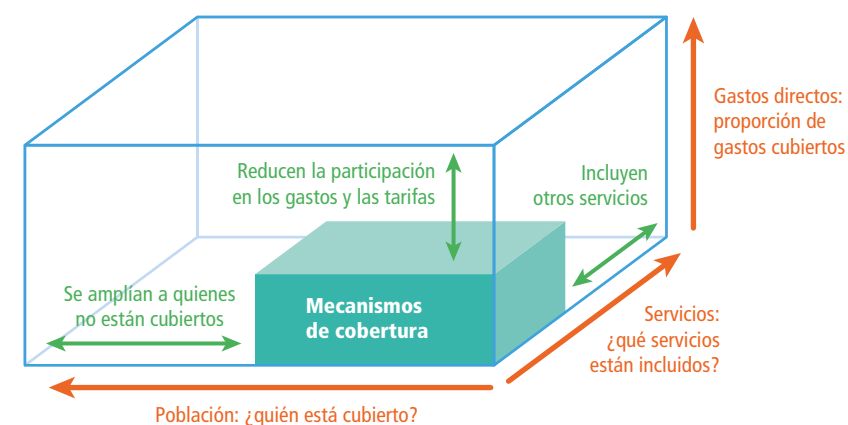 Gastos directos:
proporción de
gastos cubiertos
Reducen la participación
en los gastos y las tarifas
Incluyen
otros servicios
Se amplían a quienes
no están cubiertos
Mecanismos
de cobertura
Servicios:
¿qué servicios
están incluidos?
Población: ¿quién está cubierto?